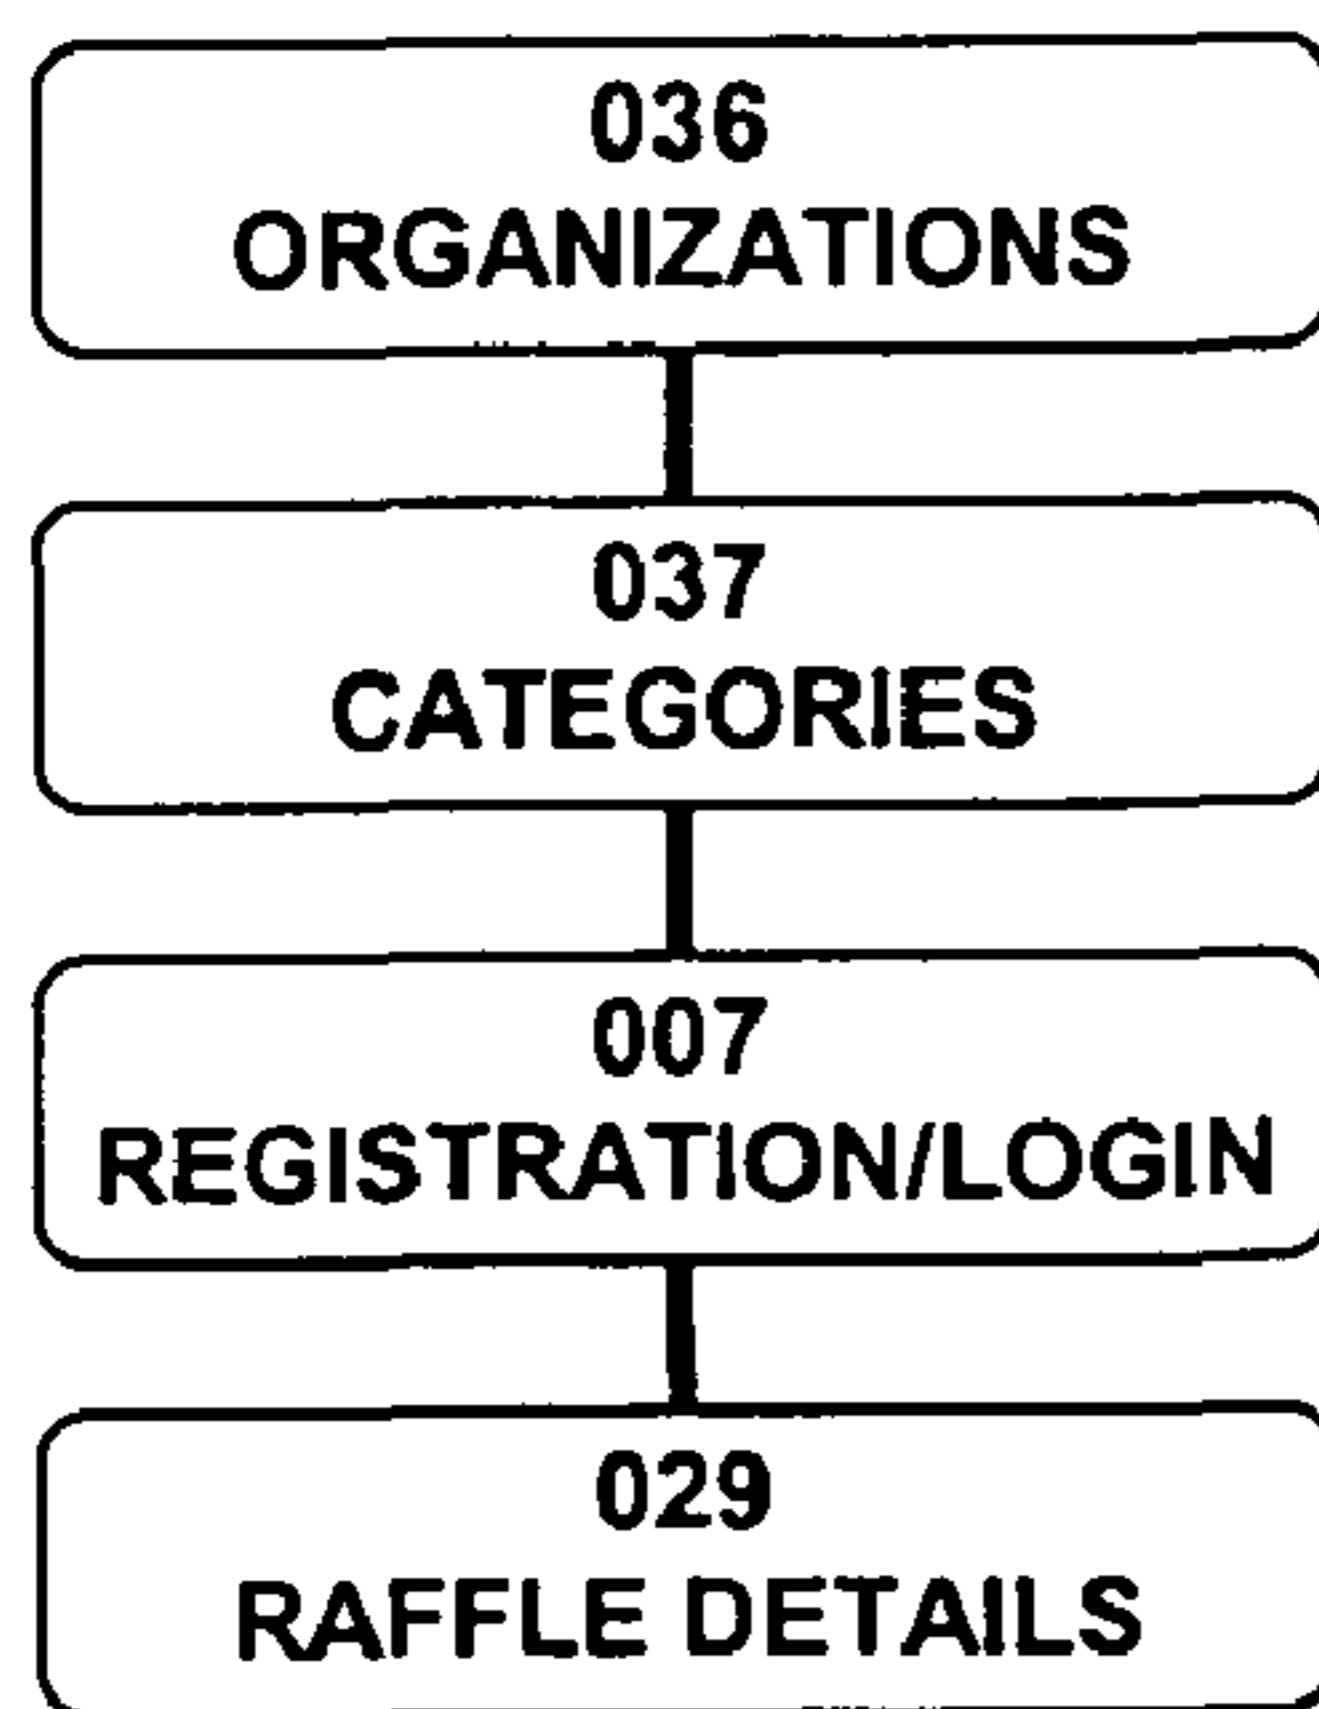 036
ORGANIZATIONS
037
CATEGORIES
007
REGISTRATION/LOGIN
029
RAFFLE DETAILS